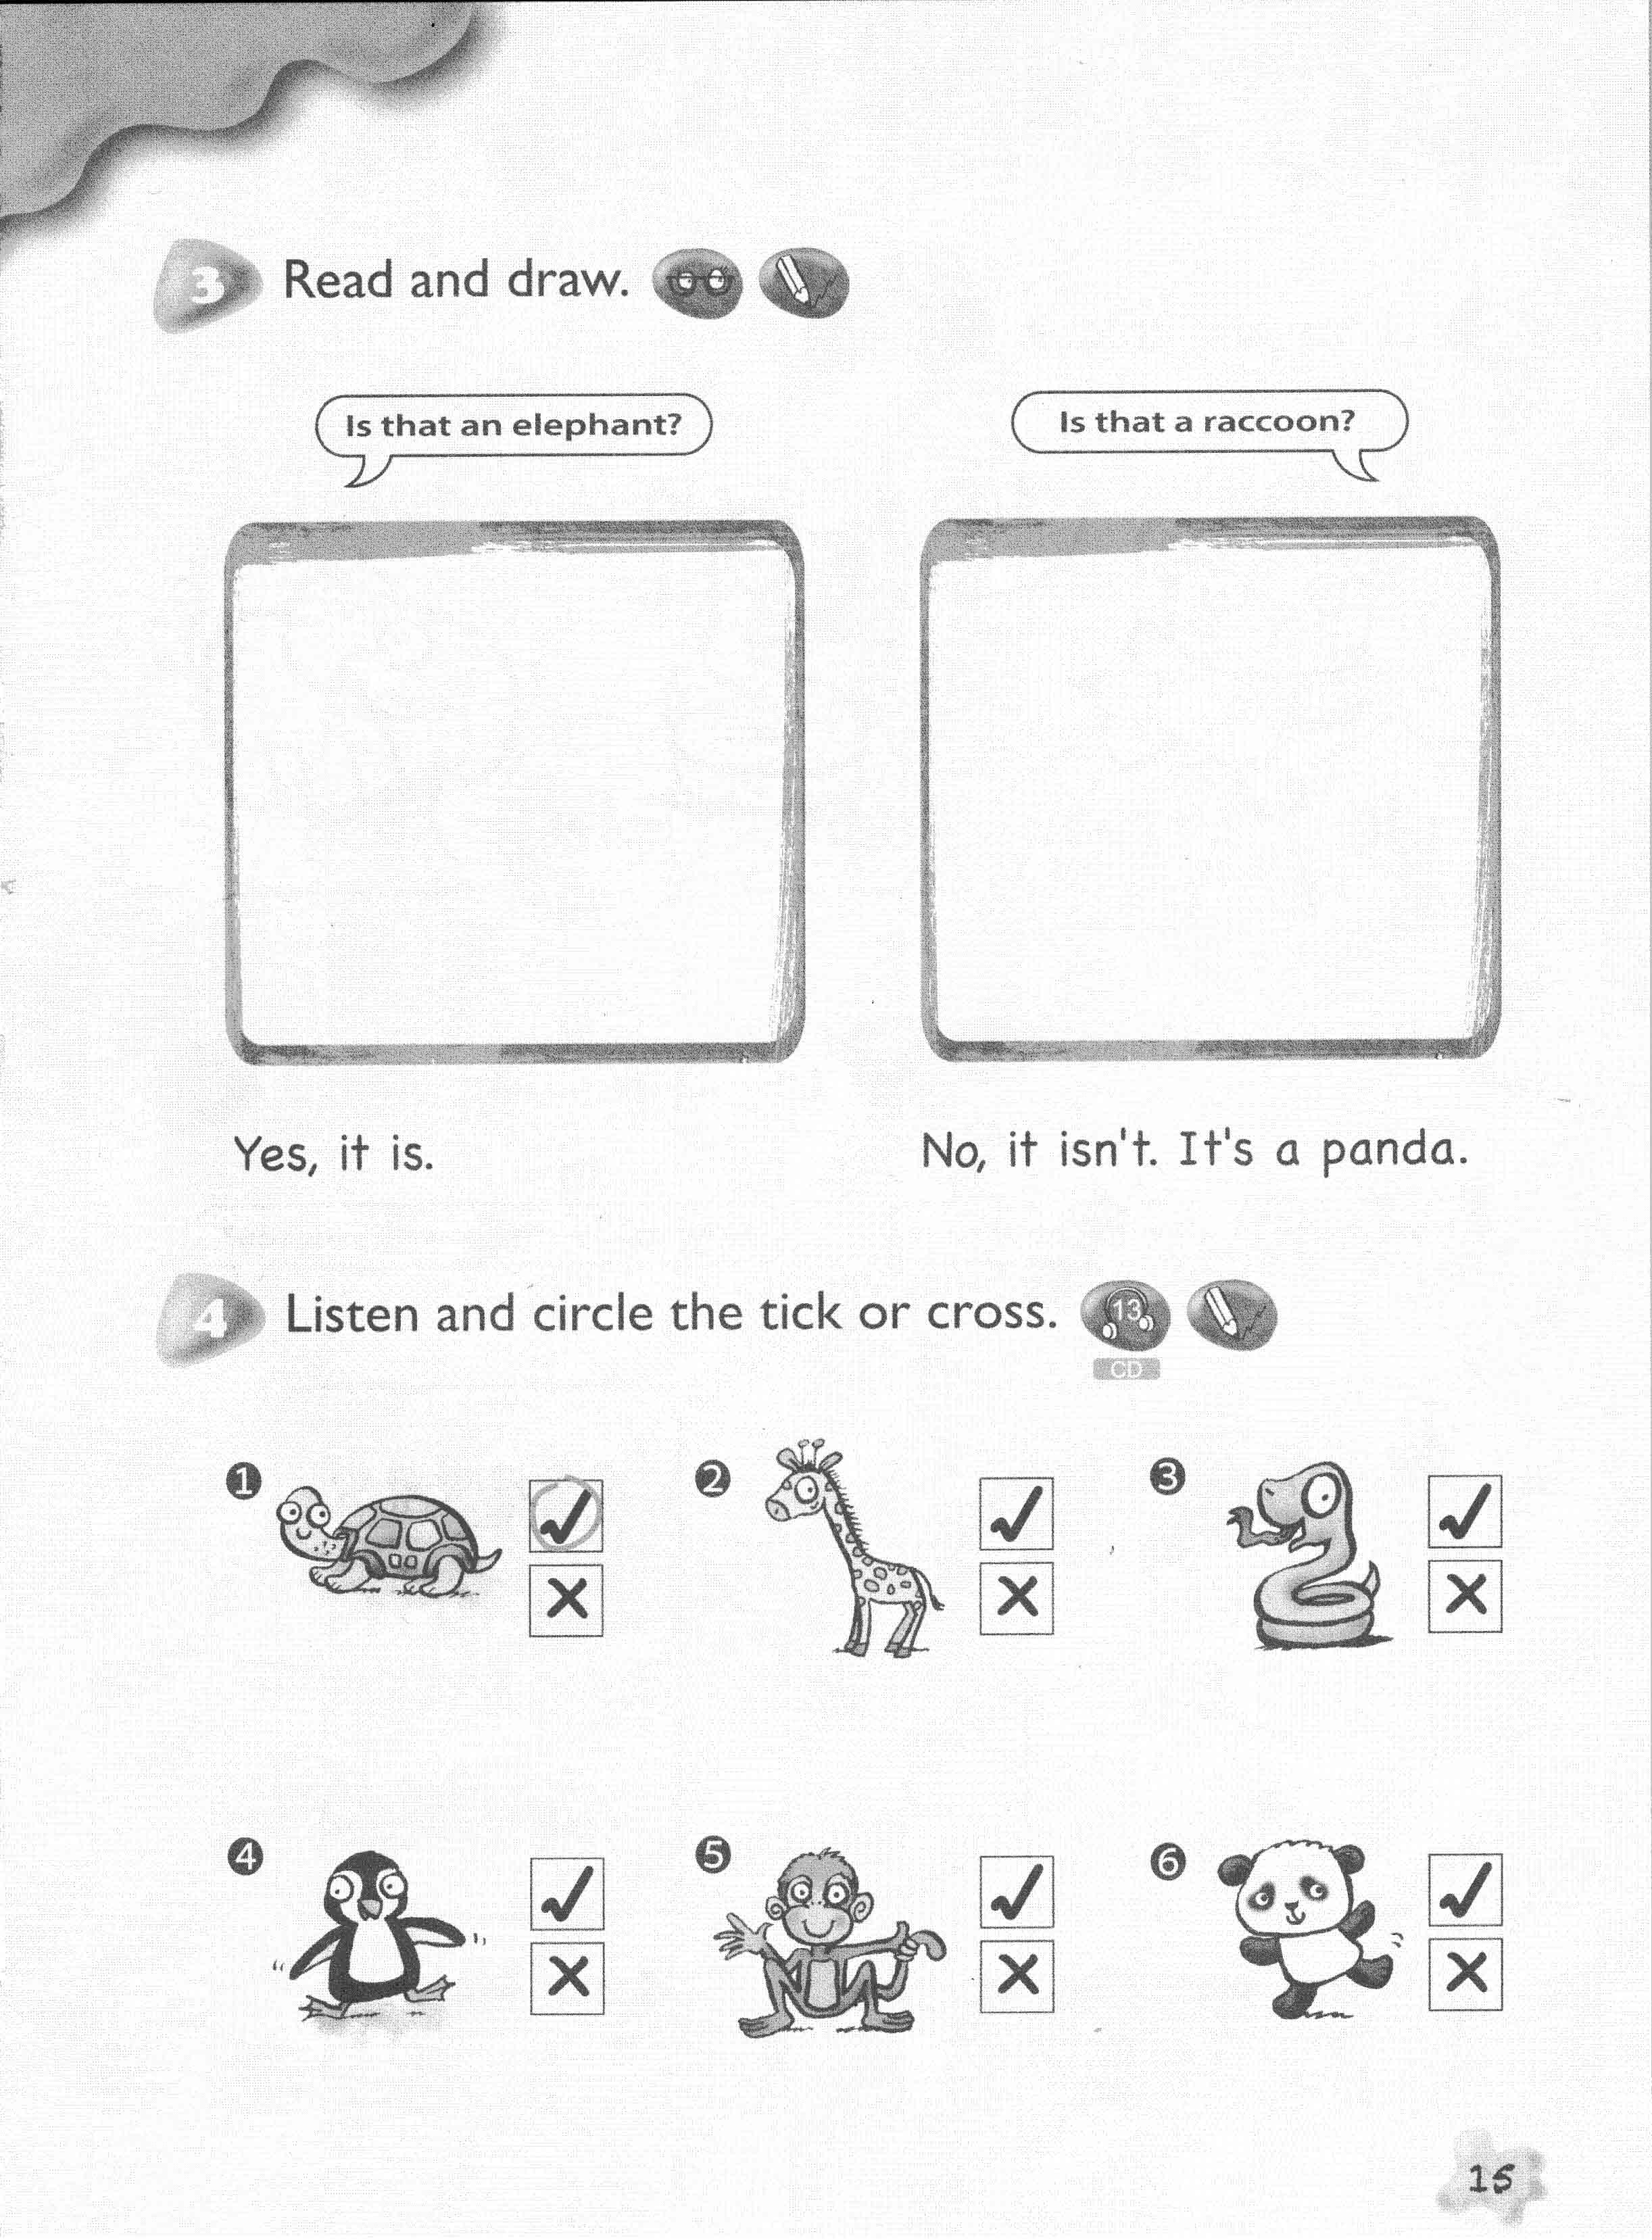 3 Read and draw.
Is that an elephant?
Is that a raccoon?
Yes, it is.
No, it isn't. It's a panda.
4 Listen and circle the tick or cross. 13
CD
1
2
3
4
5
6
15